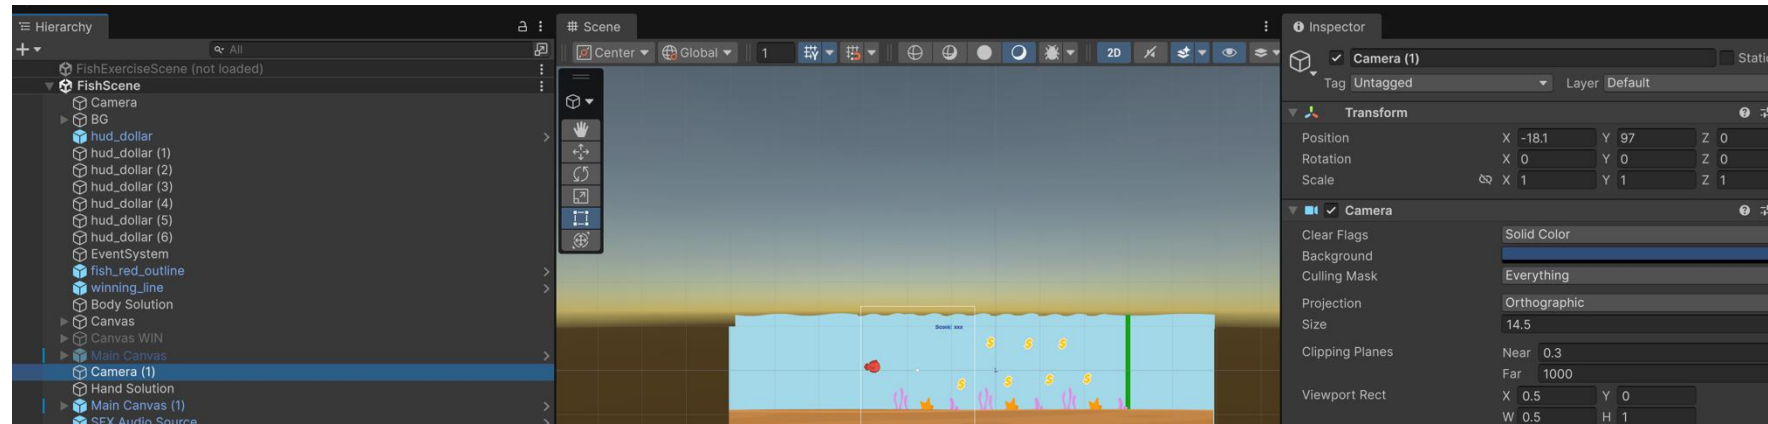 Hierarchy
All
FishExerciseScene (not loaded)
FishScene
Camera
BG
hud_dollar
hud_dollar (1)
hud_dollar (2)
hud_dollar (3)
hud_dollar (4)
hud_dollar (5)
hud_dollar (6)
EventSystem
fish_red_outline
winning_line
Body Solution
Canvas
Canvas WIN
Main Canvas
Camera (1)
Hand Solution
Main Canvas (1)
SFX Audio Source
Scene
Center Global 1 2D
Score: xxx
Inspector
Camera (1) Static
Tag Untagged Layer Default
Transform
Position X -18.1 Y 97 Z 0
Rotation X 0 Y 0 Z 0
Scale X 1 Y 1 Z 1
Camera
Clear Flags Solid Color
Background
Culling Mask Everything
Projection Orthographic
Size 14.5
Clipping Planes Near 0.3
Far 1000
Viewport Rect X 0.5 Y 0
W 0.5 H 1